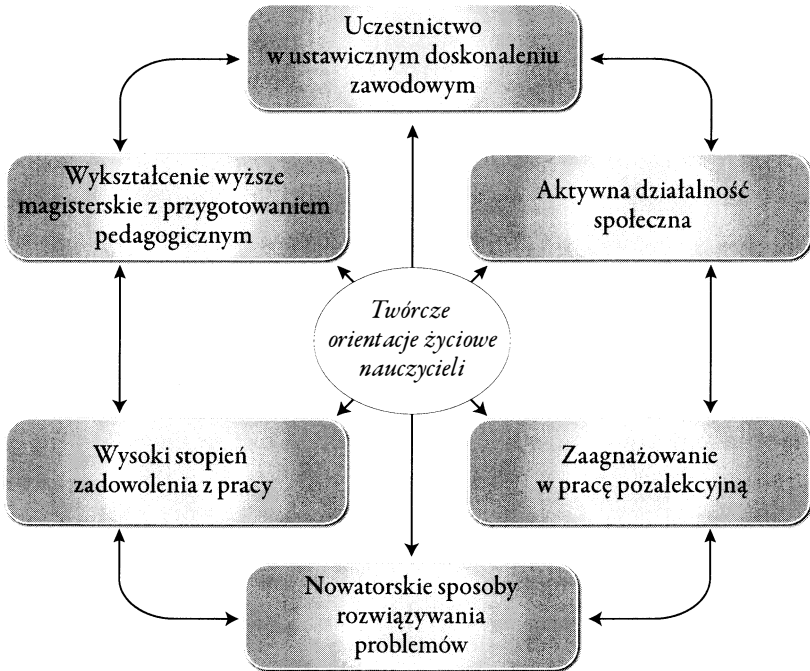 Uczestnictwo
w ustawicznym doskonaleniu
zawodowym
Wykształcenie wyższe
magisterskie z przygotowaniem
pedagogicznym
Aktywna działalność
społeczna
Twórcze
orientacje życiowe
nauczycieli
Wysoki stopień
zadowolenia z pracy
Zaagnażowanie
w pracę pozalekcyjną
Nowatorskie sposoby
rozwiązywania
problemów